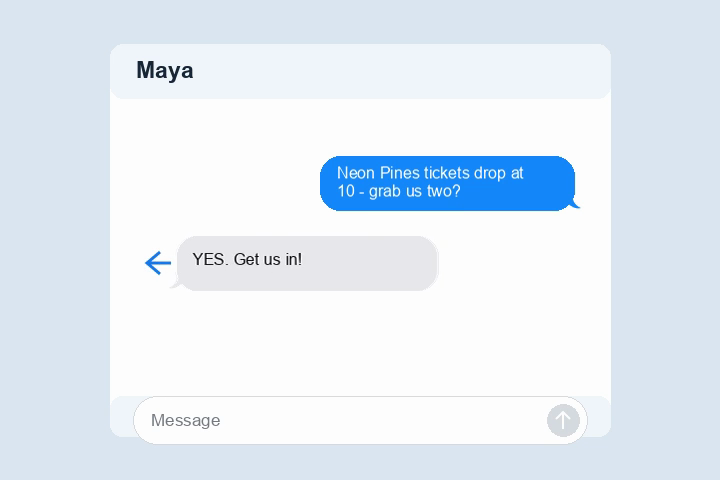 Maya
Neon Pines tickets drop at
10 - grab us two?
YES. Get us in!
Message